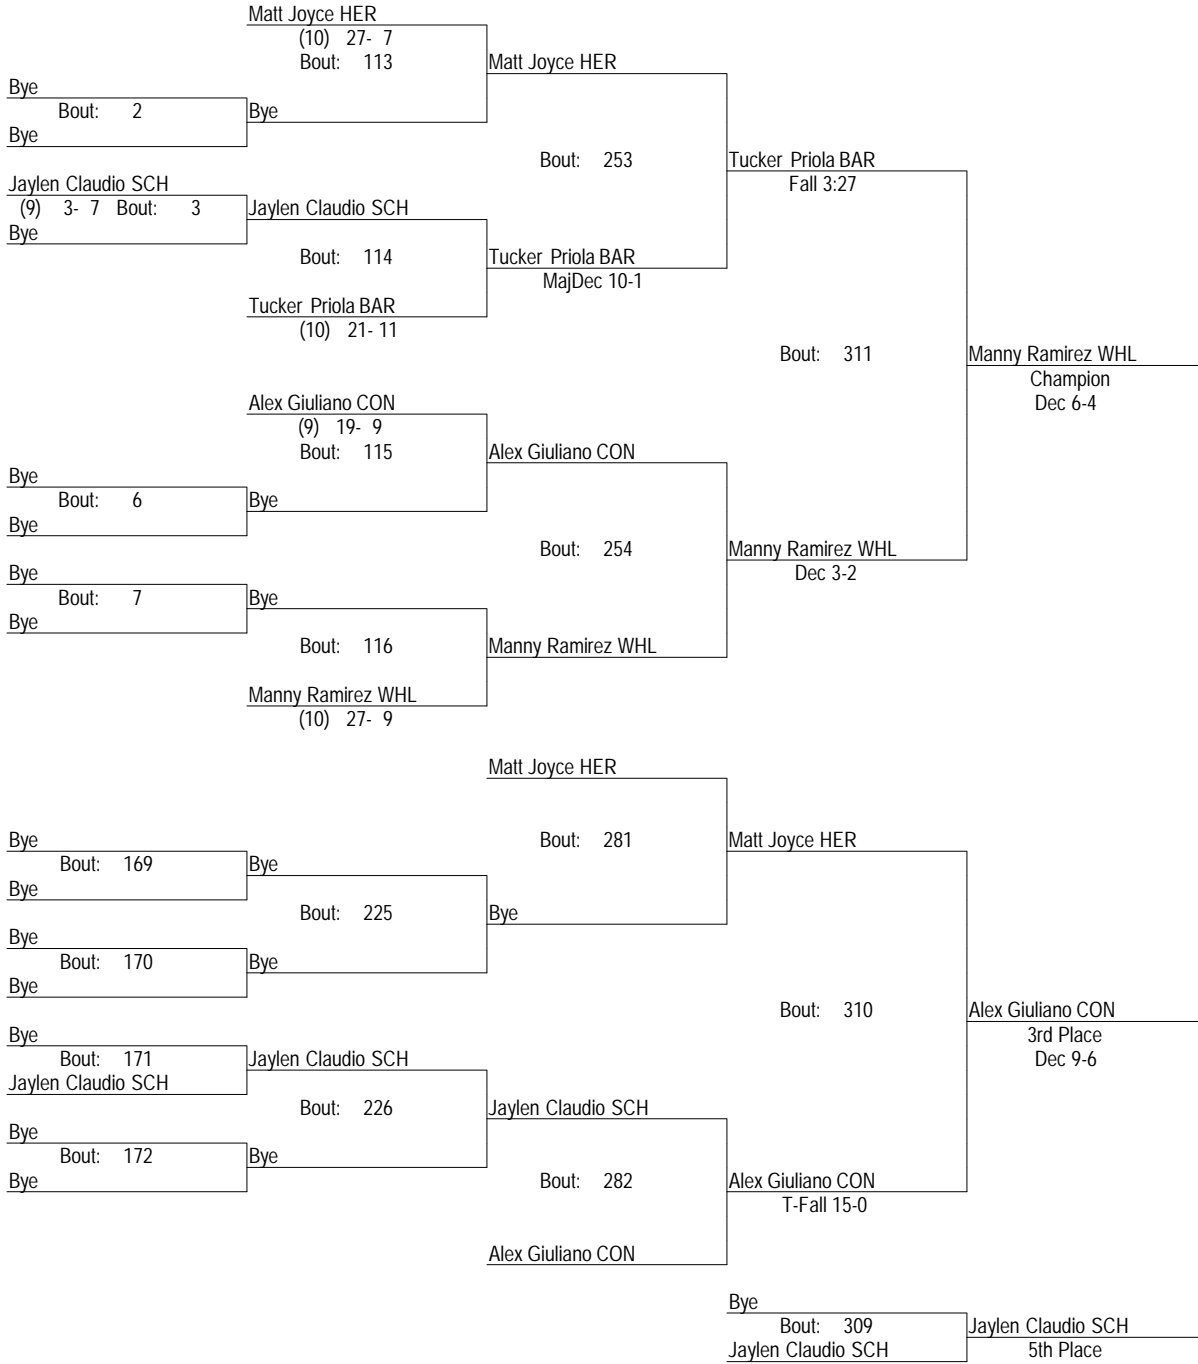 Matt Joyce HER
(10) 27- 7
Bout: 113
Matt Joyce HER
Bye
Bout: 2
Bye
Bye
Bout: 253
Tucker Priola BAR
Fall 3:27
Jaylen Claudio SCH
(9) 3- 7 Bout: 3
Jaylen Claudio SCH
Bye
Bout: 114
Tucker Priola BAR
MajDec 10-1
Tucker Priola BAR
(10) 21- 11
Bout: 311
Manny Ramirez WHL
Champion
Dec 6-4
Alex Giuliano CON
(9) 19- 9
Bout: 115
Alex Giuliano CON
Bye
Bout: 6
Bye
Bye
Bout: 254
Manny Ramirez WHL
Dec 3-2
Bye
Bout: 7
Bye
Bye
Bout: 116
Manny Ramirez WHL
Manny Ramirez WHL
(10) 27- 9
Matt Joyce HER
Bout: 281
Matt Joyce HER
Bye
Bout: 169
Bye
Bye
Bout: 225
Bye
Bye
Bout: 170
Bye
Bye
Bout: 310
Alex Giuliano CON
3rd Place
Dec 9-6
Bye
Bout: 171
Jaylen Claudio SCH
Jaylen Claudio SCH
Bout: 226
Jaylen Claudio SCH
Bye
Bout: 172
Bye
Bye
Bout: 282
Alex Giuliano CON
T-Fall 15-0
Alex Giuliano CON
Bye
Bout: 309
Jaylen Claudio SCH
Jaylen Claudio SCH
5th Place